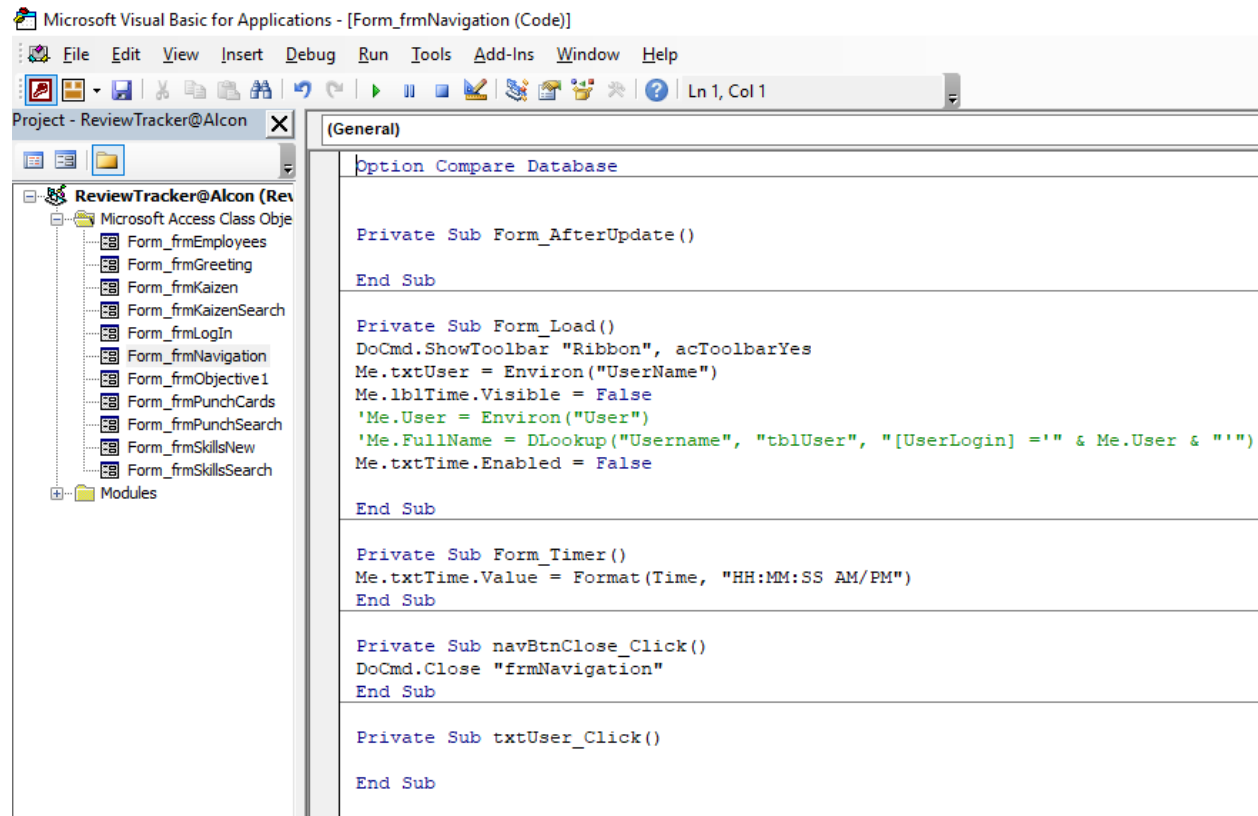 Microsoft Visual Basic for Applications - [Form_frmNavigation (Code)]
File Edit View Insert Debug Run Tools Add-Ins Window Help
Ln 1, Col 1
Project - ReviewTracker@Alcon
(General)
ReviewTracker@Alcon (Rev
Microsoft Access Class Obje
Form_frmEmployees
Form_frmGreeting
Form_frmKaizen
Form_frmKaizenSearch
Form_frmLogIn
Form_frmNavigation
Form_frmObjective1
Form_frmPunchCards
Form_frmPunchSearch
Form_frmSkillsNew
Form_frmSkillsSearch
Modules
Option Compare Database
Private Sub Form_AfterUpdate()
End Sub
Private Sub Form_Load()
DoCmd.ShowToolbar "Ribbon", acToolbarYes
Me.txtUser = Environ("UserName")
Me.lblTime.Visible = False
'Me.User = Environ("User")
'Me.FullName = DLookup("Username", "tblUser", "[UserLogin] ='" & Me.User & "'")
Me.txtTime.Enabled = False
End Sub
Private Sub Form_Timer()
Me.txtTime.Value = Format(Time, "HH:MM:SS AM/PM")
End Sub
Private Sub navBtnClose_Click()
DoCmd.Close "frmNavigation"
End Sub
Private Sub txtUser_Click()
End Sub